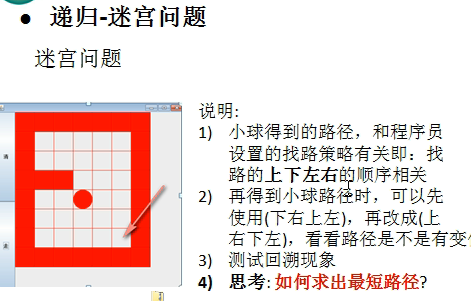 ● 递归-迷宫问题
迷宫问题
说明:
1) 小球得到的路径，和程序员
设置的找路策略有关即：找
路的上下左右的顺序相关
2) 再得到小球路径时，可以先
使用(下右上左)，再改成(上
右下左)，看看路径是不是有变
3) 测试回溯现象
4) 思考: 如何求出最短路径?